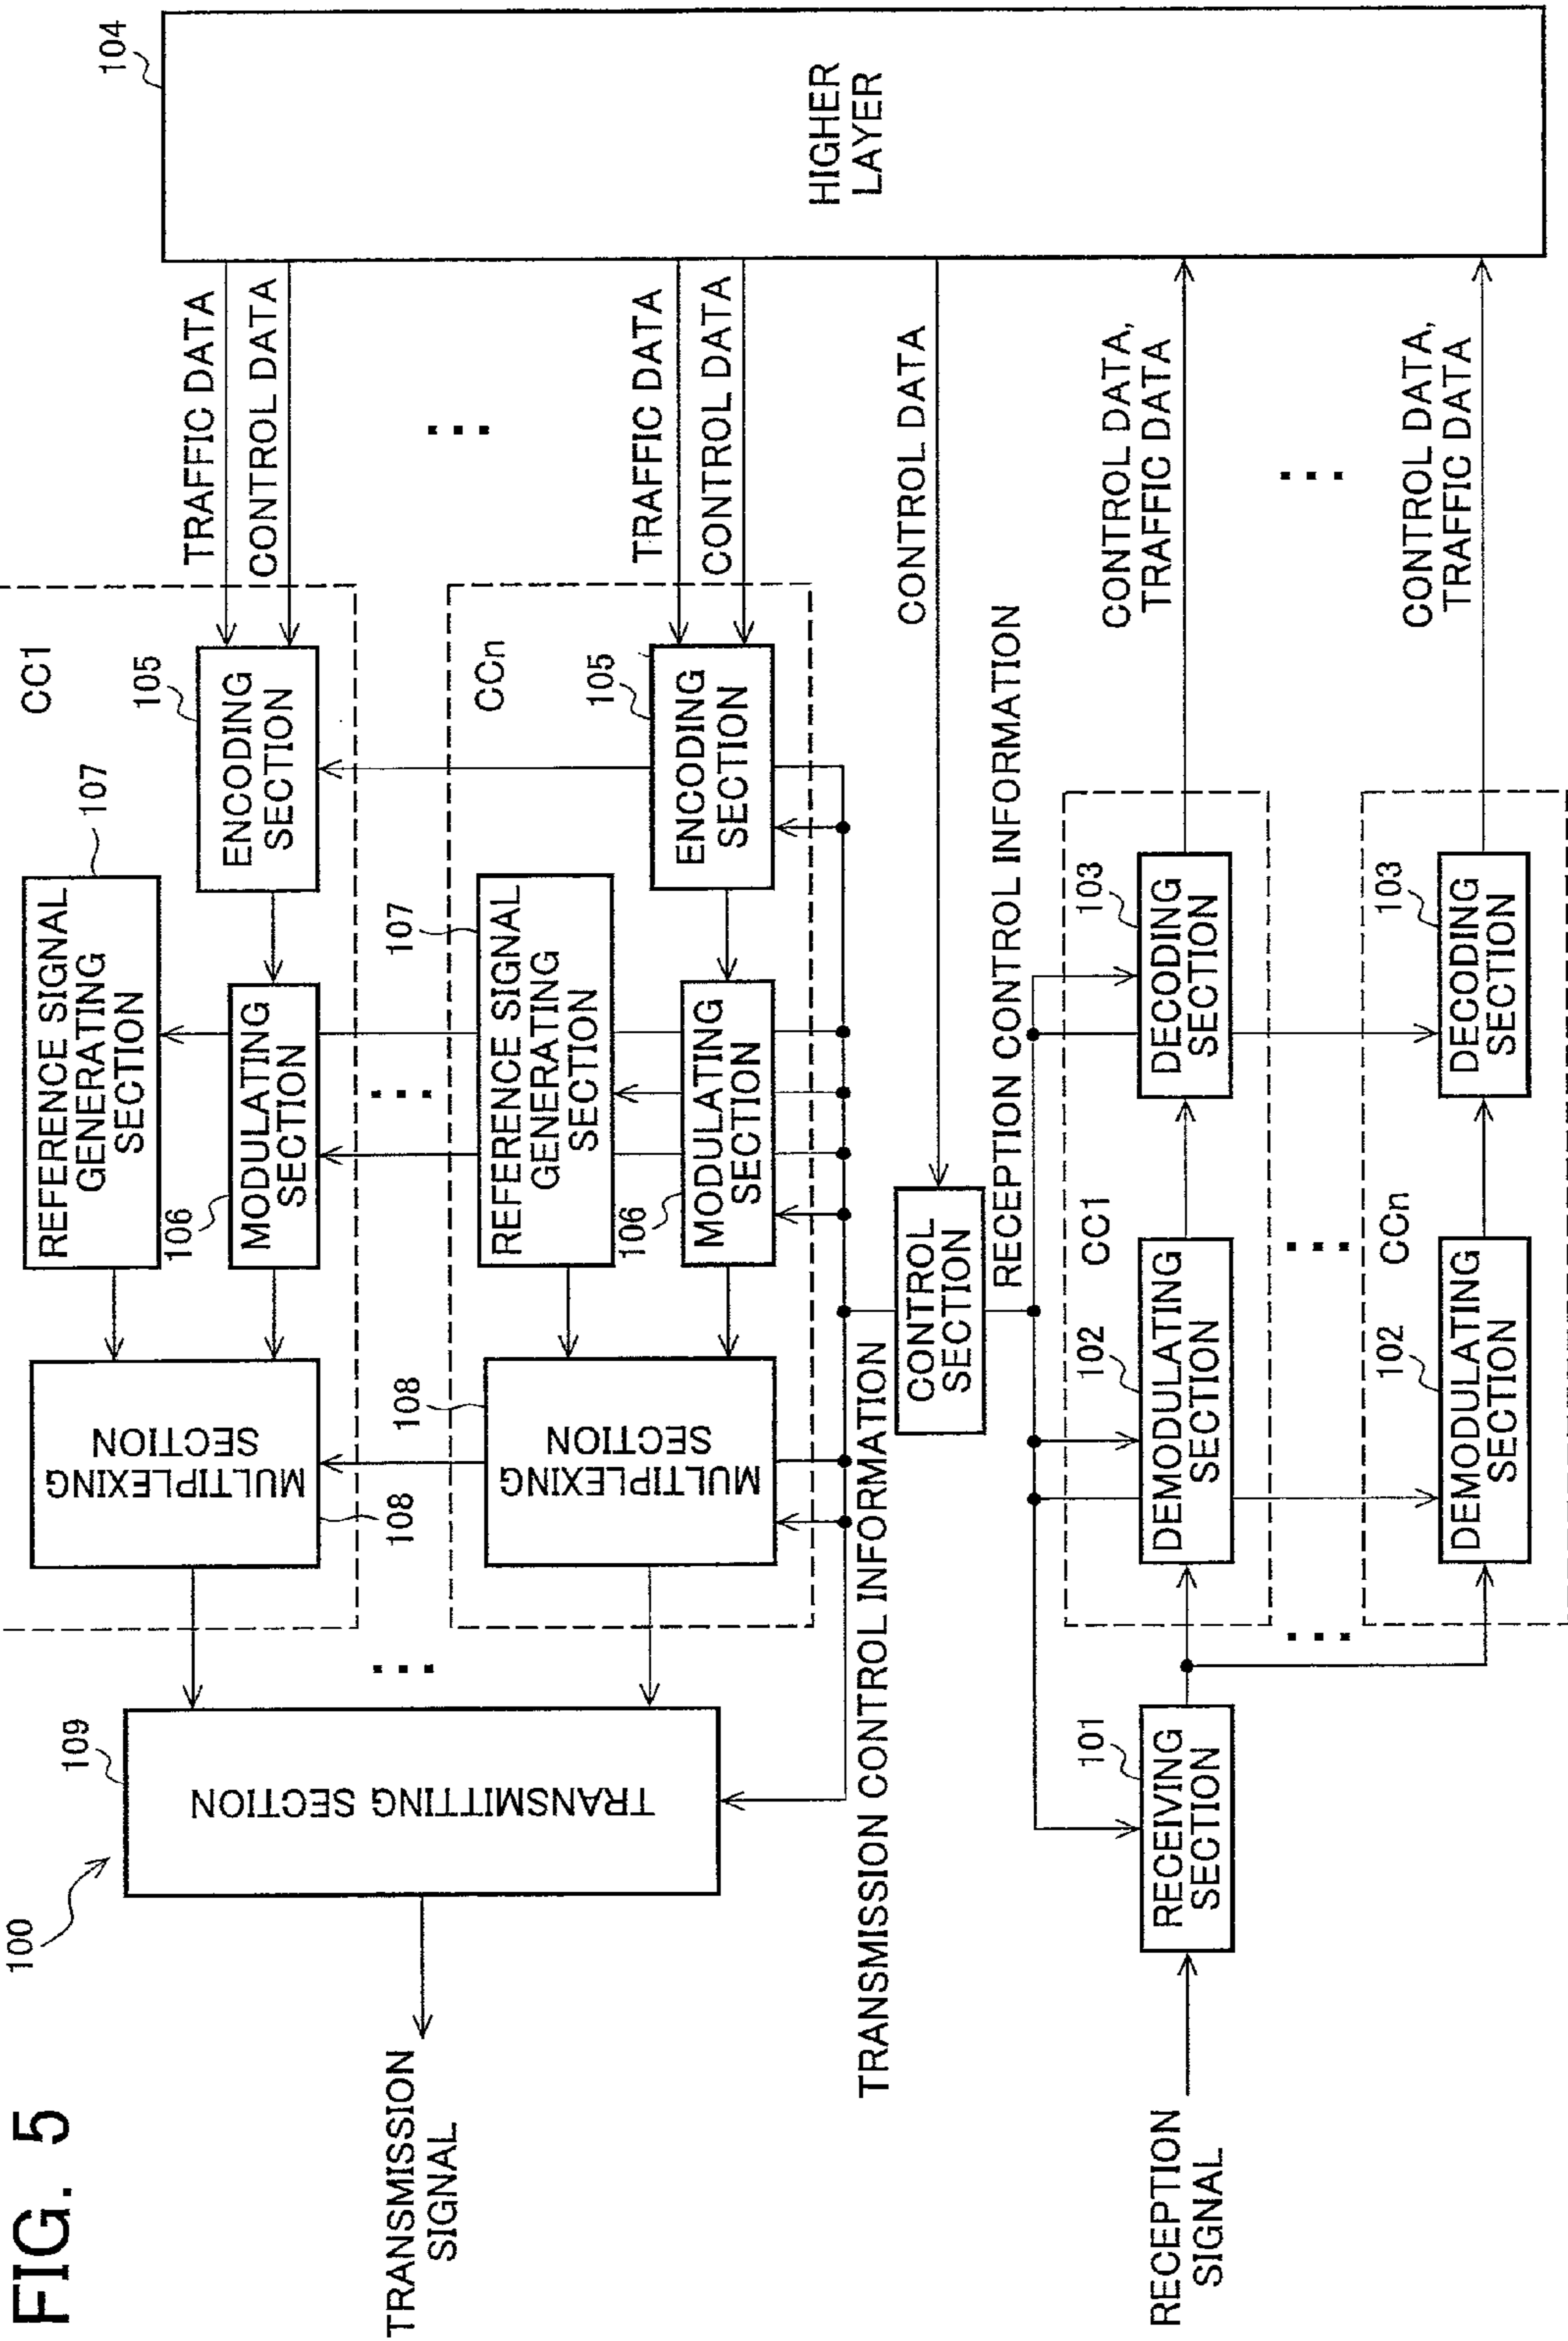 FIG. 5
100
TRANSMISSION
SIGNAL
109
TRANSMITTING SECTION
108
MULTIPLEXING
SECTION
REFERENCE SIGNAL
GENERATING
SECTION
107
106
MODULATING
SECTION
105
ENCODING
SECTION
CC1
TRAFFIC DATA
CONTROL DATA
104
HIGHER
LAYER
...
...
...
108
MULTIPLEXING
SECTION
REFERENCE SIGNAL
GENERATING
SECTION
107
106
MODULATING
SECTION
105
ENCODING
SECTION
CCn
TRAFFIC DATA
CONTROL DATA
TRANSMISSION CONTROL INFORMATION
CONTROL
SECTION
CONTROL DATA
RECEPTION CONTROL INFORMATION
RECEPTION
SIGNAL
101
RECEIVING
SECTION
102
DEMODULATING
SECTION
CC1
103
DECODING
SECTION
CONTROL DATA,
TRAFFIC DATA
...
...
...
102
DEMODULATING
SECTION
CCn
103
DECODING
SECTION
CONTROL DATA,
TRAFFIC DATA